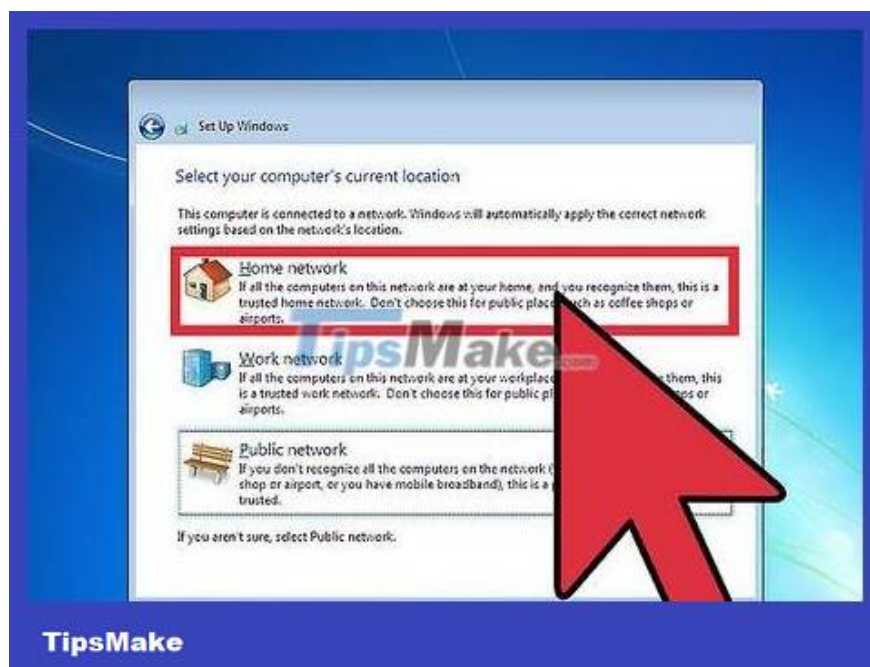 Set Up Windows
Select your computer's current location
This computer is connected to a network. Windows will automatically apply the correct network
settings based on the network's location.
Home network
If all the computers on this network are at your home, and you recognize them, this is a
trusted home network. Don't choose this for public places such as coffee shops or
airports.
TipsMake.com
Work network
If all the computers on this network are at your workplace them, this
is a trusted work network. Don't choose this for public pl ps or
airports.
Public network
If you don't recognize all the computers on the network (
shop or airport, or you have mobile broadband), this is a
trusted.
If you aren't sure, select Public network.
TipsMake